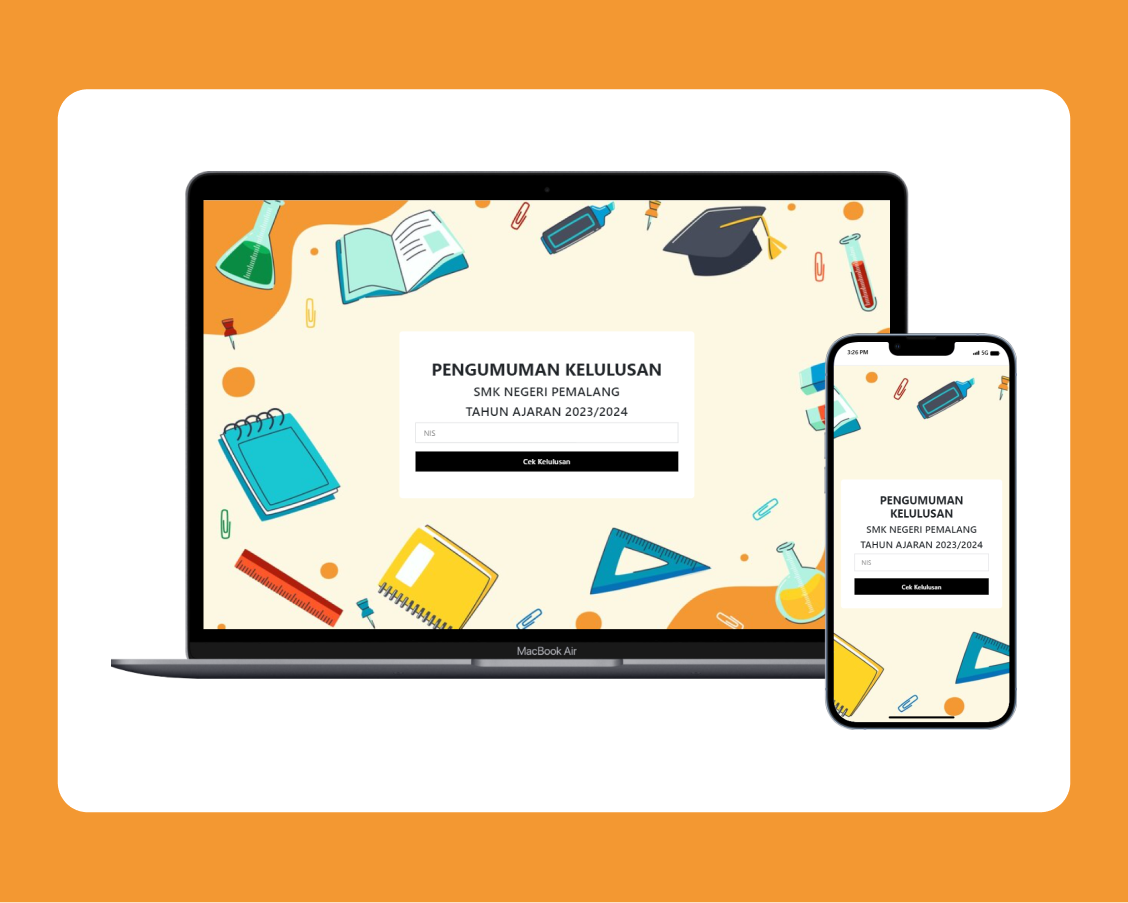 PENGUMUMAN KELULUSAN
SMK NEGERI PEMALANG
TAHUN AJARAN 2023/2024
NIS
Cek Kelulusan
MacBook Air
3:26 PM
5G
PENGUMUMAN
KELULUSAN
SMK NEGERI PEMALANG
TAHUN AJARAN 2023/2024
NIS
Cek Kelulusan